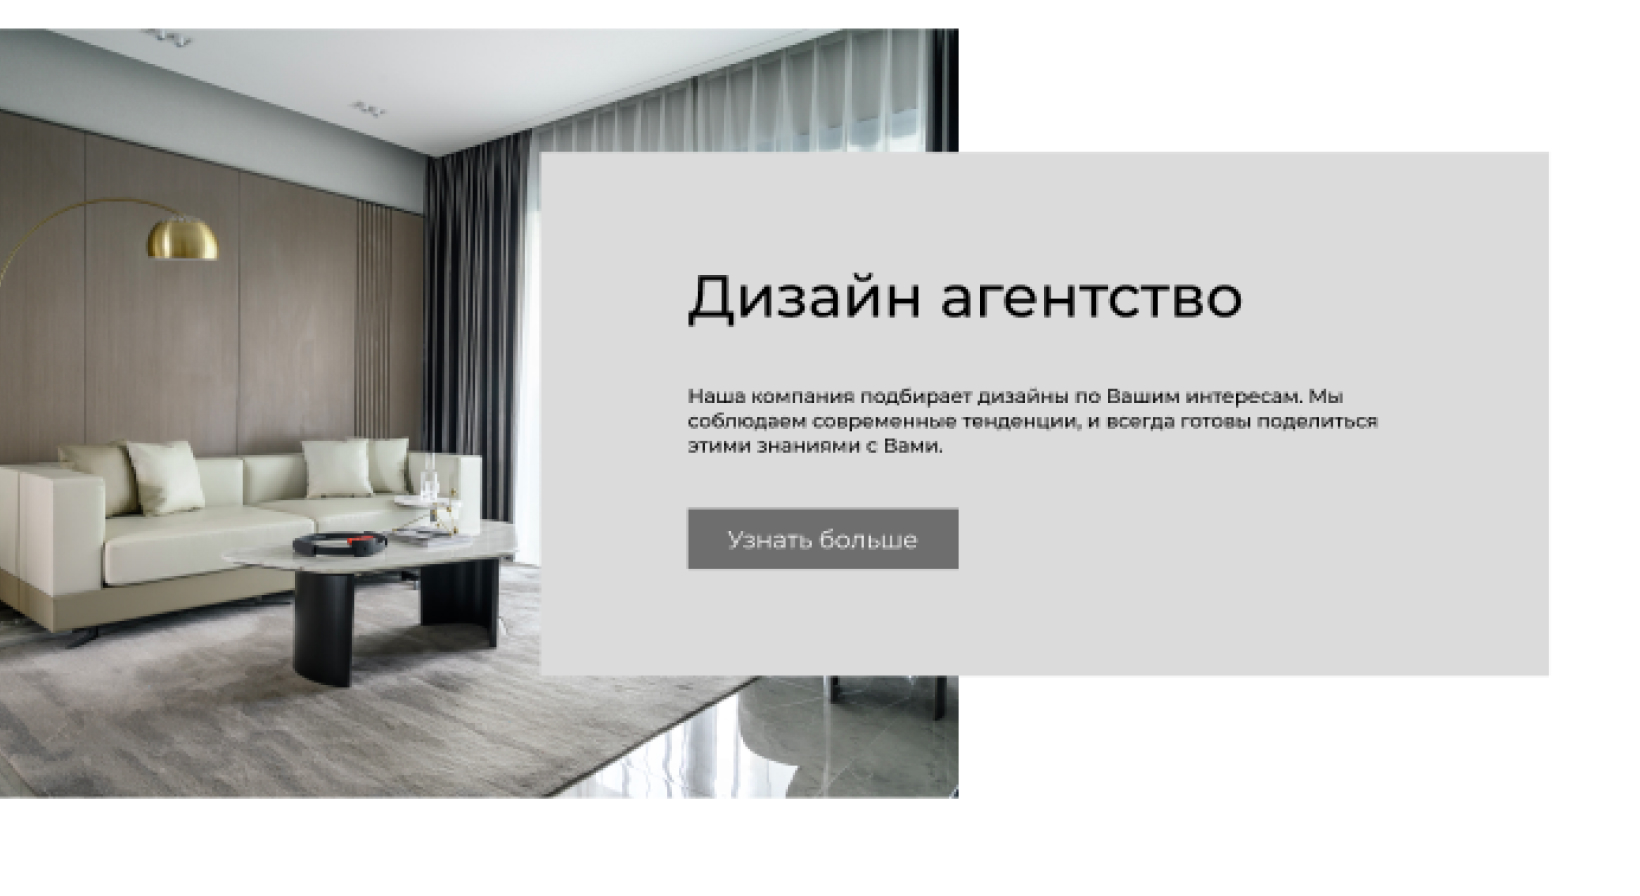 Дизайн агентство
Наша компания подбирает дизайны по Вашим интересам. Мы
соблюдаем современные тенденции, и всегда готовы поделиться
этими знаниями с Вами.
Узнать больше